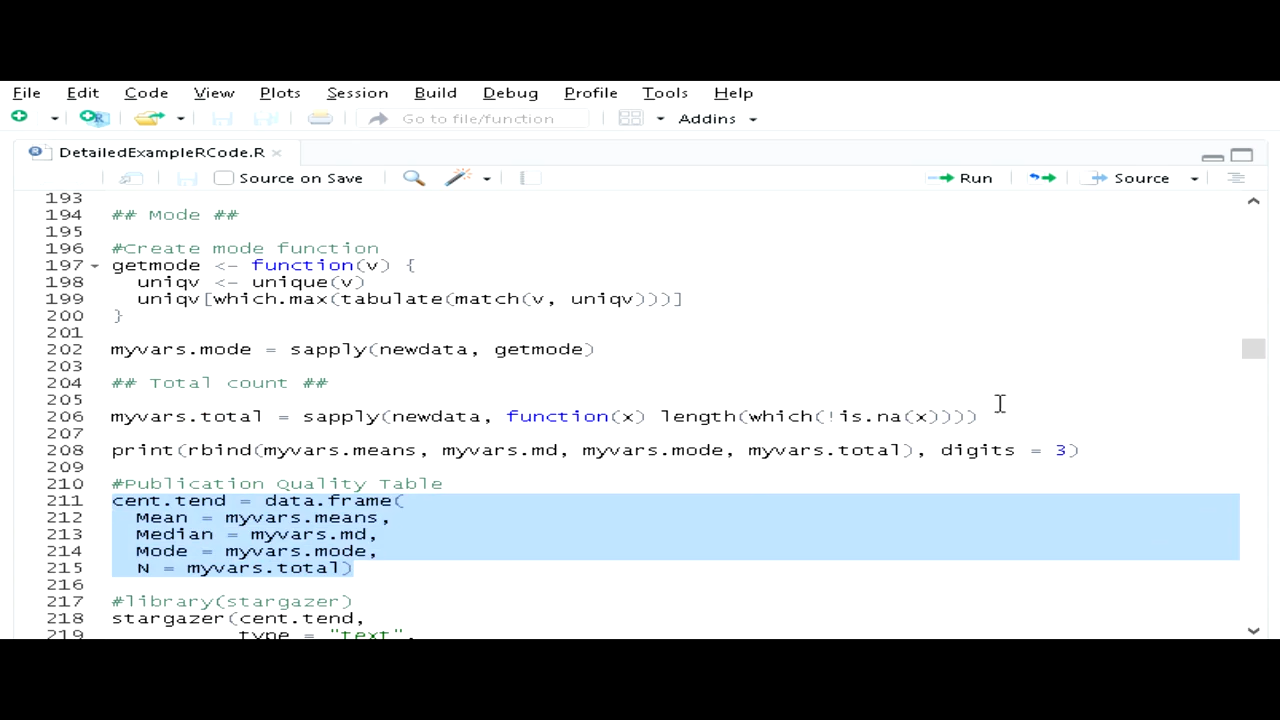 File Edit Code View Plots Session Build Debug Profile Tools Help
Go to file/function Addins
DetailedExampleRCode.R
Source on Save Run Source
193
194 ## Mode ##
195
196 #Create mode function
197 getmode <- function(v) {
198 uniqv <- unique(v)
199 uniqv[which.max(tabulate(match(v, uniqv)))]
200 }
201
202 myvars.mode = sapply(newdata, getmode)
203
204 ## Total count ##
205
206 myvars.total = sapply(newdata, function(x) length(which(!is.na(x))))
207
208 print(rbind(myvars.means, myvars.md, myvars.mode, myvars.total), digits = 3)
209
210 #Publication Quality Table
211 cent.tend = data.frame(
212 Mean = myvars.means,
213 Median = myvars.md,
214 Mode = myvars.mode,
215 N = myvars.total)
216
217 #library(stargazer)
218 stargazer(cent.tend,
219 type = "text",